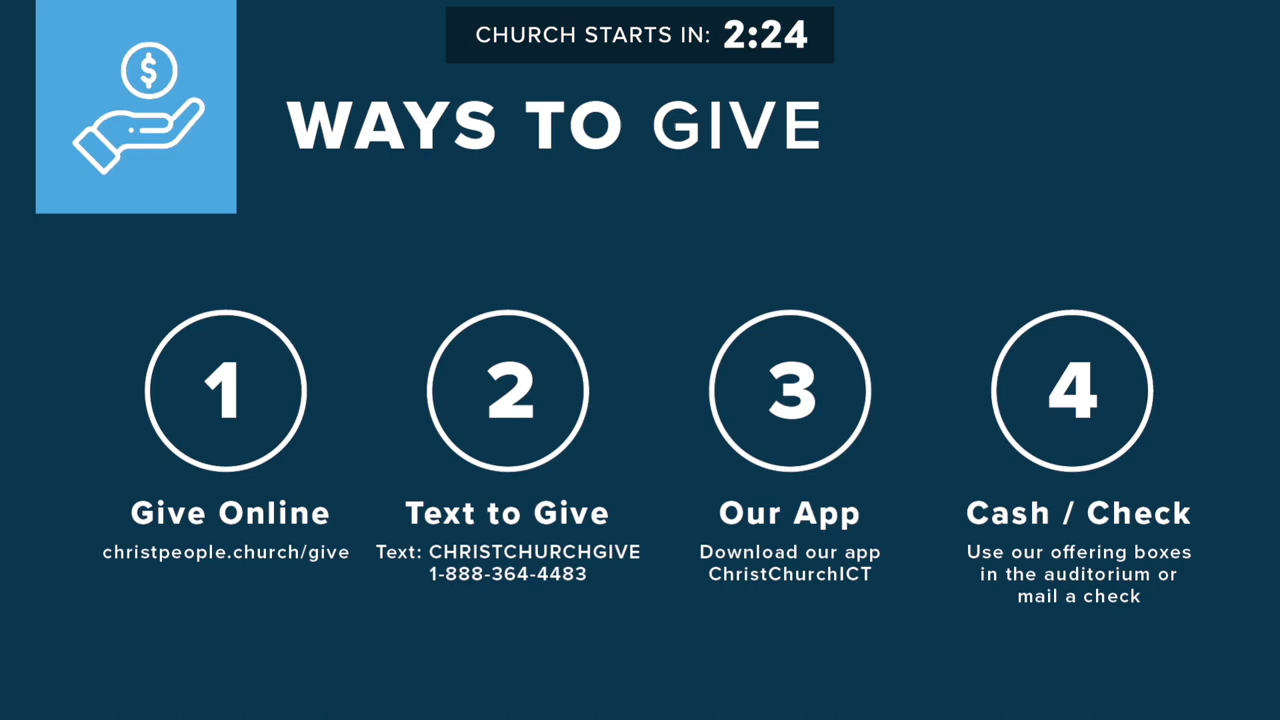 CHURCH STARTS IN: 2:24
$
WAYS TO GIVE
1
Give Online
christpeople.church/give
2
Text to Give
Text: CHRISTCHURCHGIVE
1-888-364-4483
3
Our App
Download our app
ChristChurchICT
4
Cash / Check
Use our offering boxes
in the auditorium or
mail a check